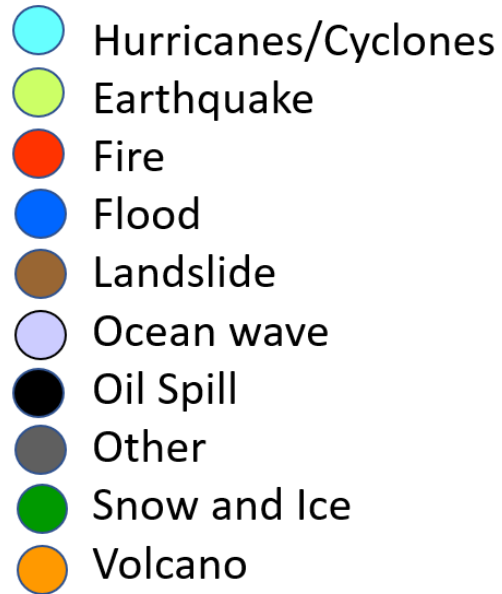 Hurricanes/Cyclones
Earthquake
Fire
Flood
Landslide
Ocean wave
Oil Spill
Other
Snow and Ice
Volcano